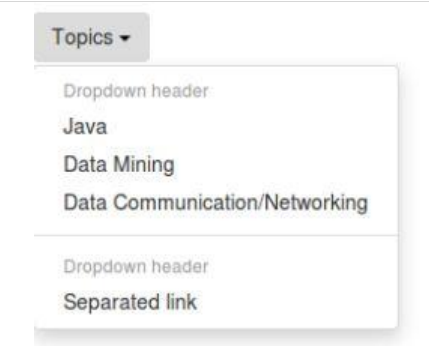 Topics
Dropdown header
Java
Data Mining
Data Communication/Networking
Dropdown header
Separated link